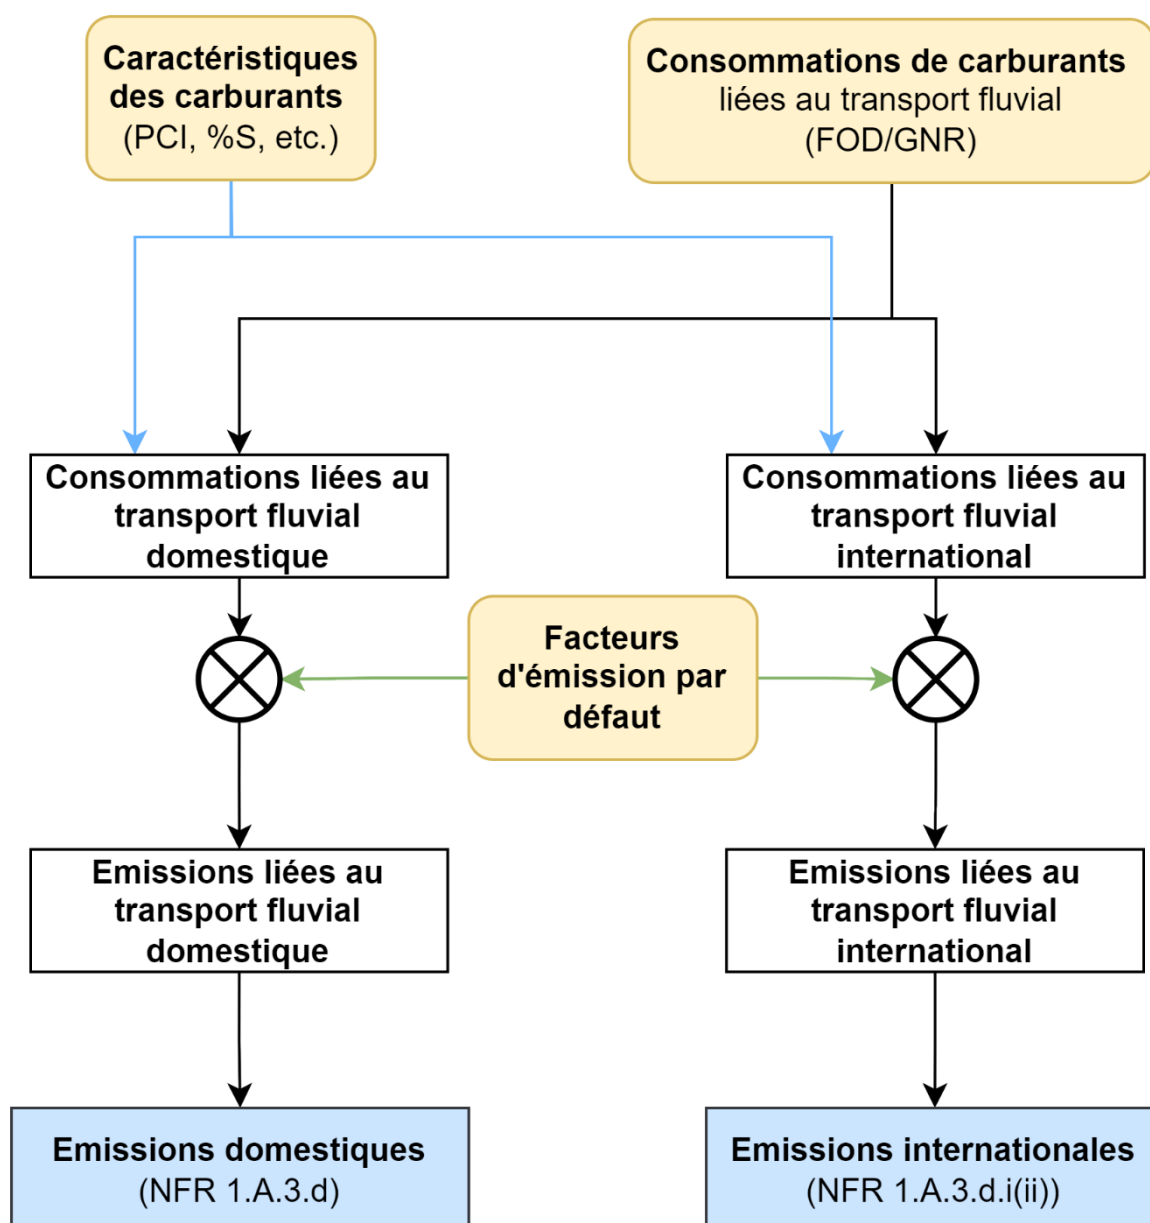 Caractéristiques
des carburants
(PCI, %S, etc.)
Consommations de carburants
liées au transport fluvial
(FOD/GNR)
Consommations liées au
transport fluvial
domestique
Consommations liées au
transport fluvial
international
Facteurs
d'émission par
défaut
Emissions liées au
transport fluvial
domestique
Emissions liées au
transport fluvial
international
Emissions domestiques
(NFR 1.A.3.d)
Emissions internationales
(NFR 1.A.3.d.i(ii))